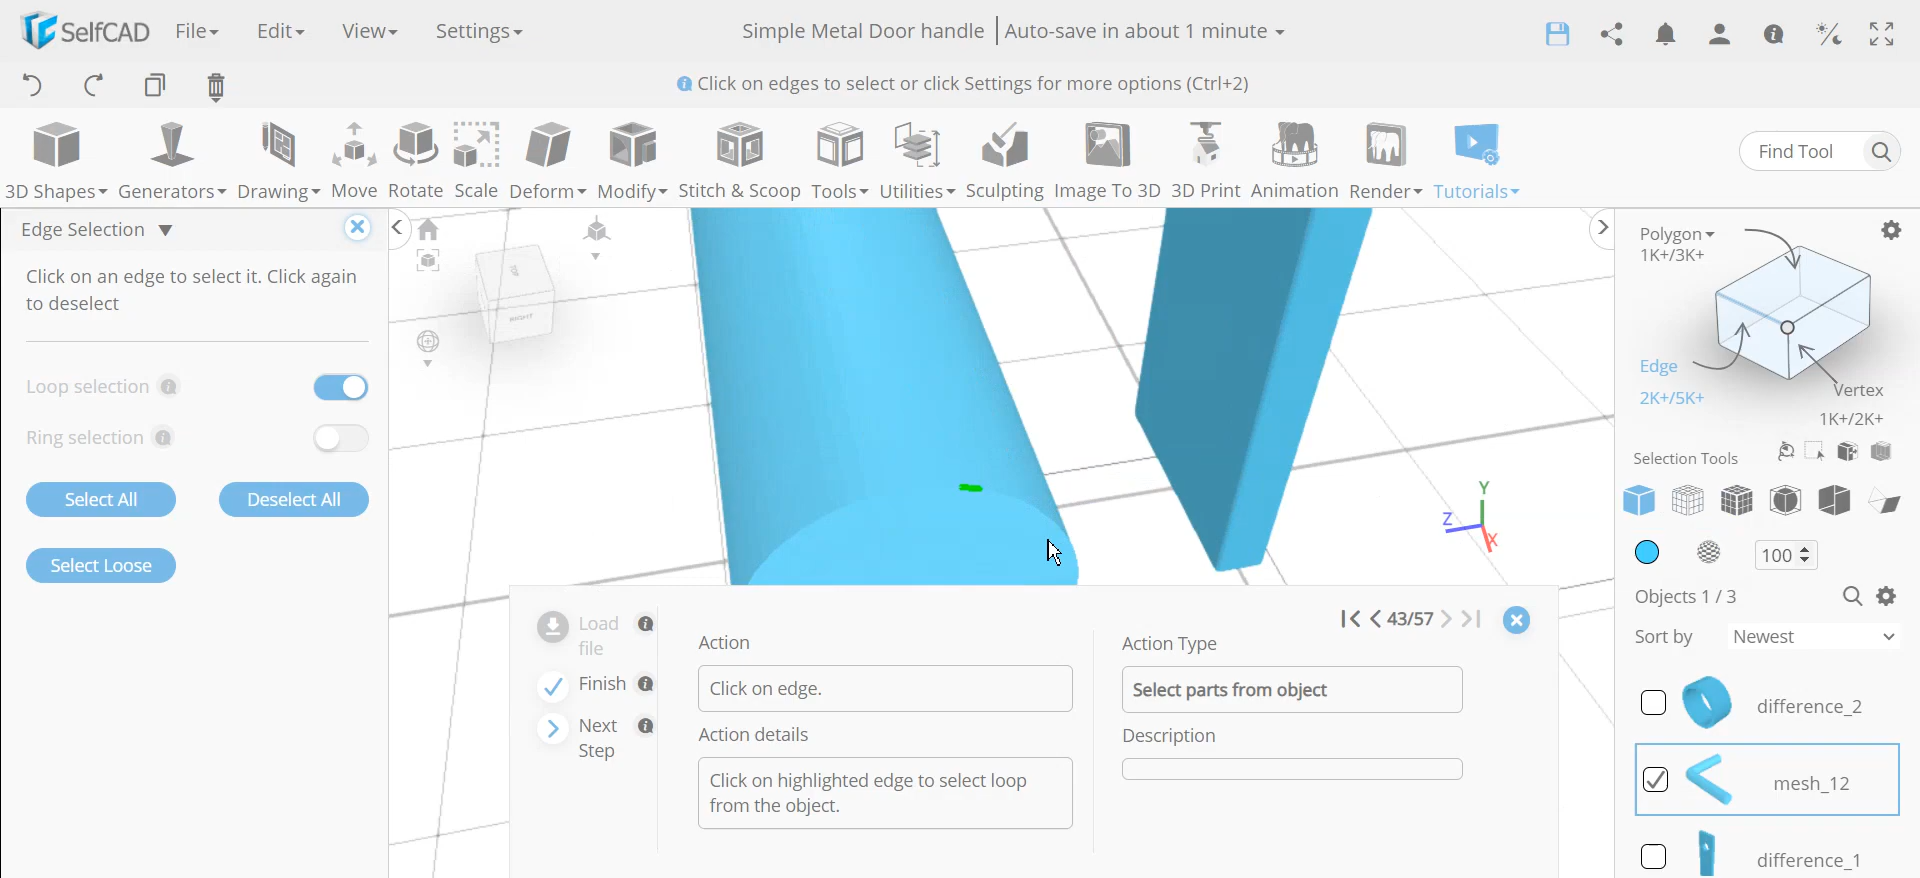 SelfCAD File Edit View Settings Simple Metal Door handle Auto-save in about 1 minute
Click on edges to select or click Settings for more options (Ctrl+2)
3D Shapes Generators Drawing Move Rotate Scale Deform Modify Stitch & Scoop Tools Utilities Sculpting Image To 3D 3D Print Animation Render Tutorials Find Tool
Edge Selection
Click on an edge to select it. Click again
to deselect
Loop selection
Ring selection
Select All Deselect All
Select Loose
TOP
RIGHT
Y
Z
X
Load
file
Finish
Next
Step
Action
Click on edge.
Action details
Click on highlighted edge to select loop
from the object.
43/57
Action Type
Select parts from object
Description
Polygon
1K+/3K+
Edge
2K+/5K+
Vertex
1K+/2K+
Selection Tools
100
Objects 1 / 3
Sort by Newest
difference_2
mesh_12
difference_1